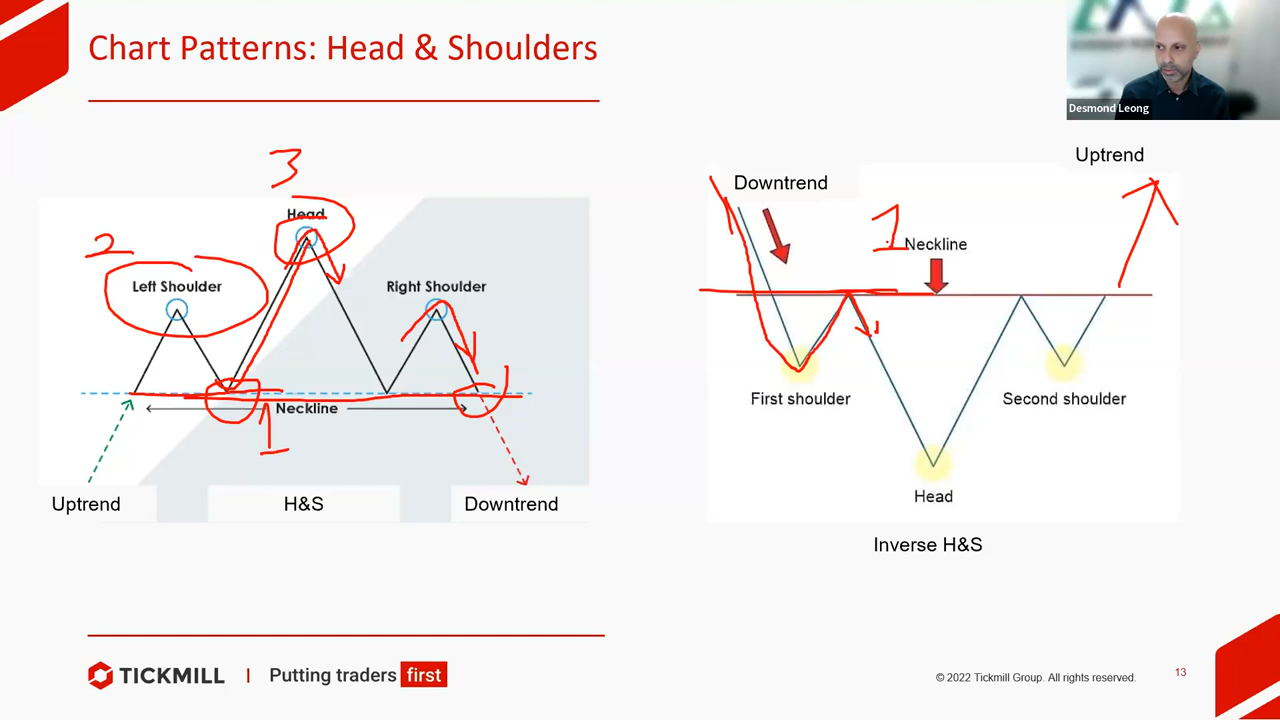 Chart Patterns: Head & Shoulders
Desmond Leong
3
Head
2
Left Shoulder
Right Shoulder
Neckline
1
Uptrend
H&S
Downtrend
Uptrend
Downtrend
1
Neckline
First shoulder
Second shoulder
Head
Inverse H&S
TICKMILL
Putting traders first
© 2022 Tickmill Group. All rights reserved.
13